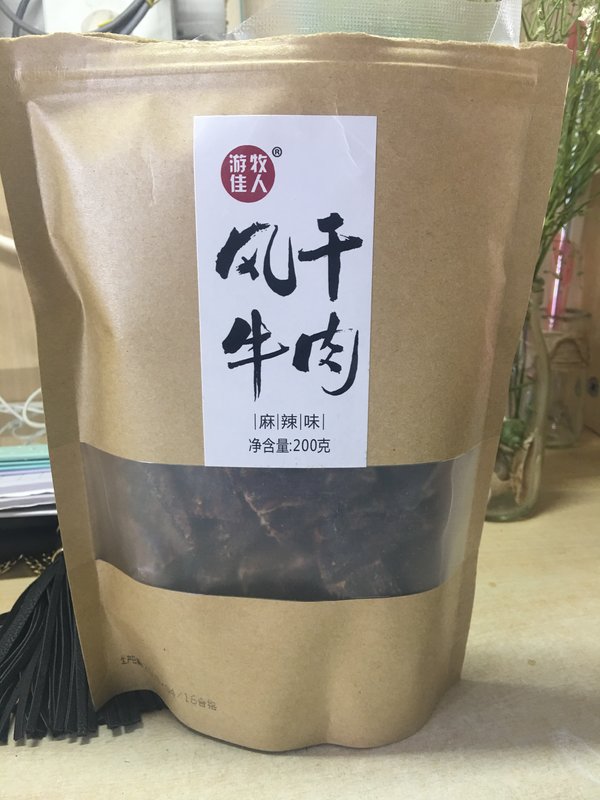 游牧®
佳人
风干
牛肉
|麻|辣|味|
净含量:200克